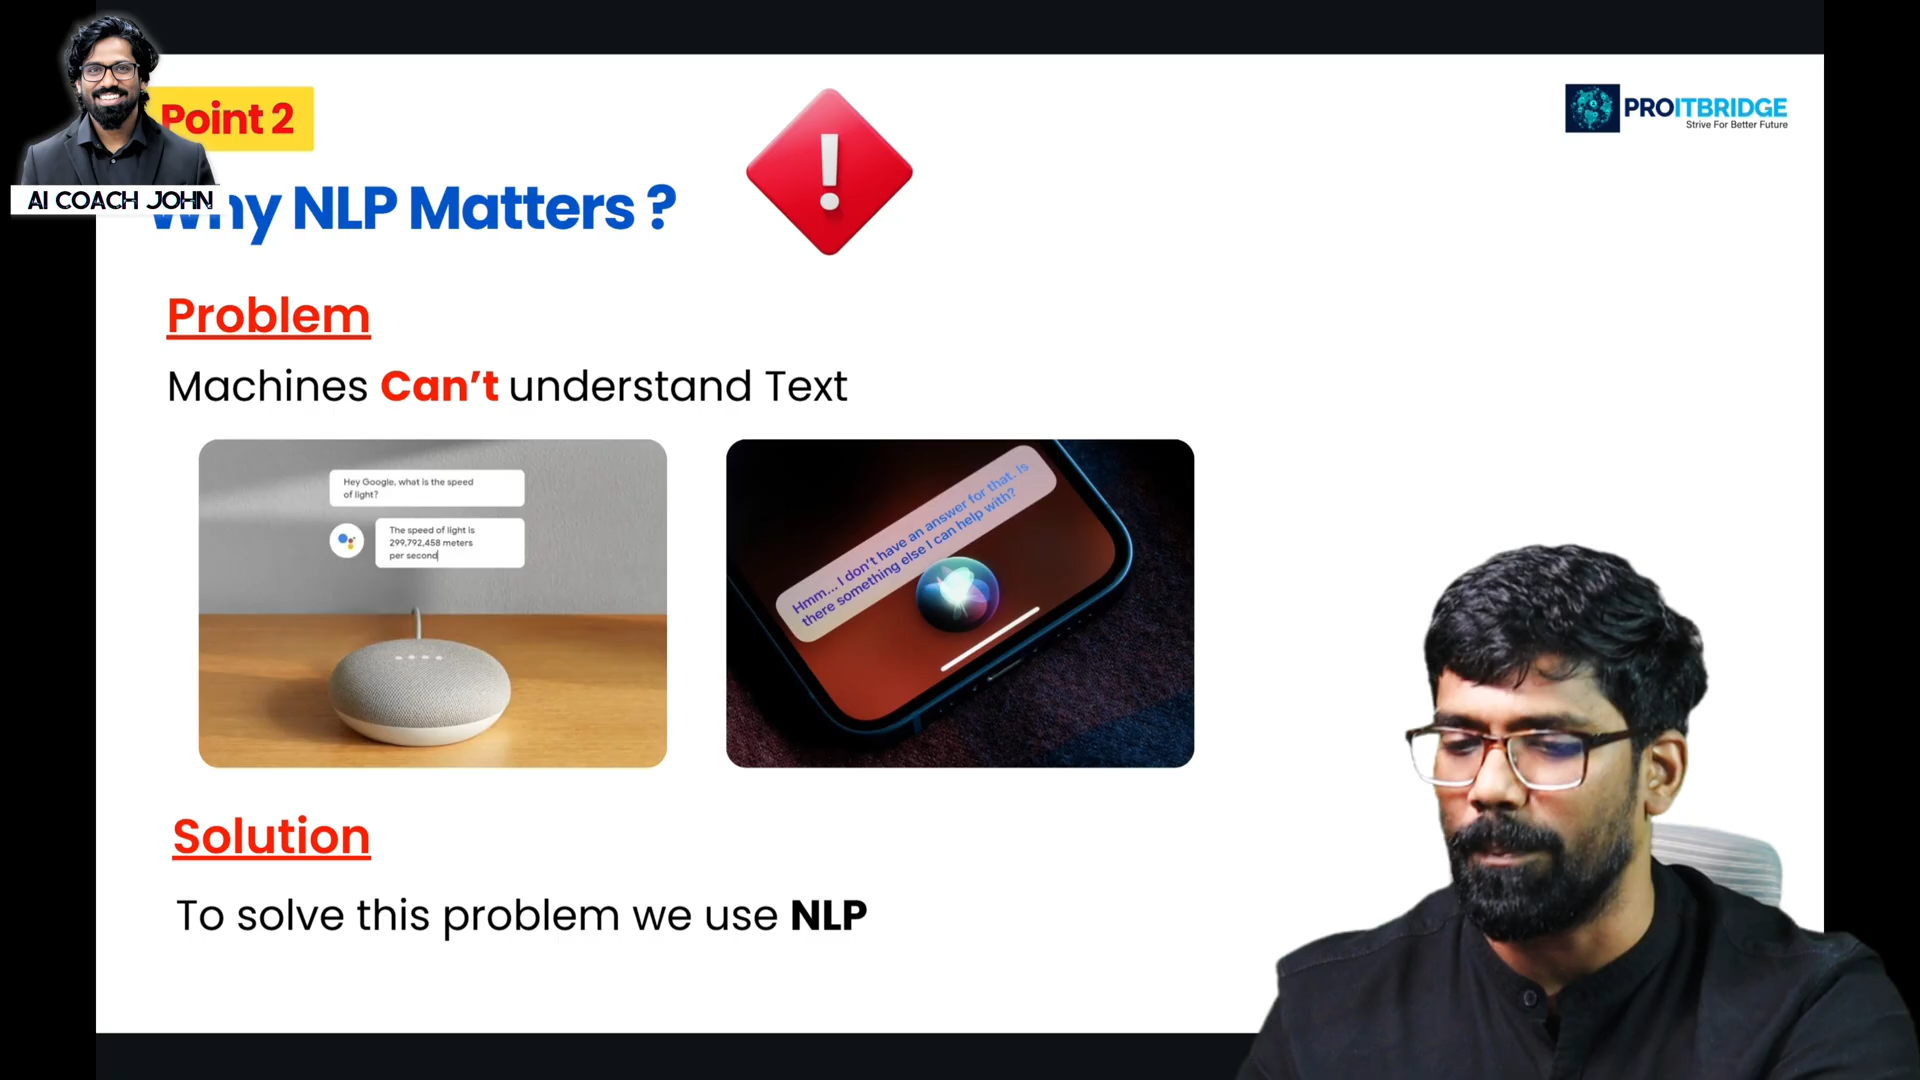 Point 2
PROITBRIDGE
Strive For Better Future
AI COACH JOHN
Why NLP Matters ?
Problem
Machines Can't understand Text
Hey Google, what is the speed
of light?
The speed of light is
299,792,458 meters
per second
Hmm... I don't have an answer for that. Is
there something else I can help with?
Solution
To solve this problem we use NLP